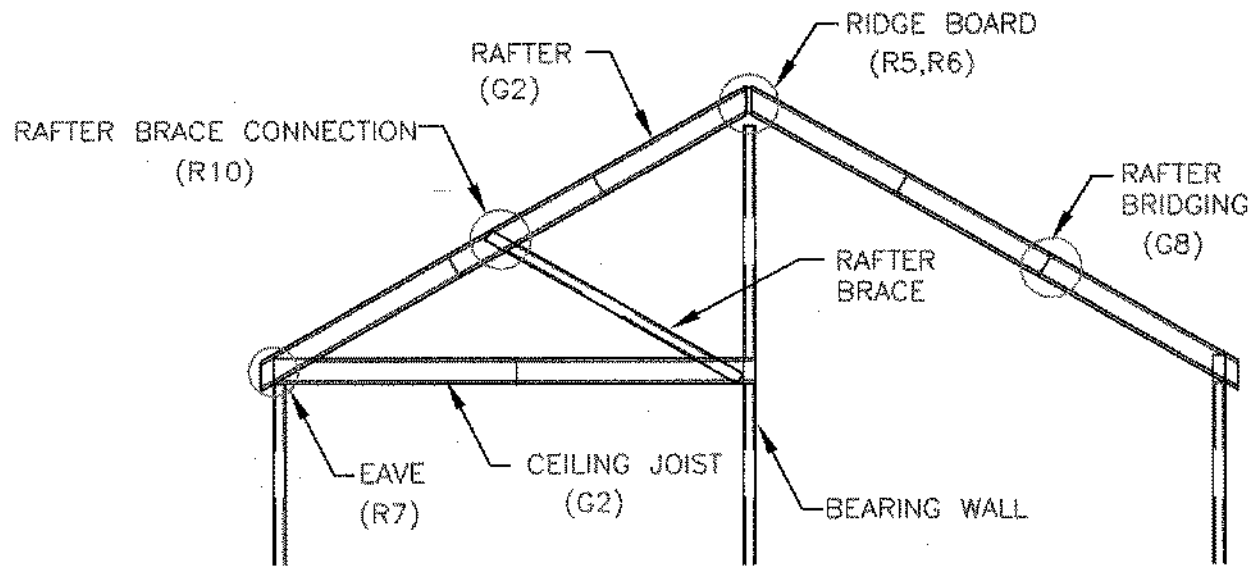 RIDGE BOARD
(R5,R6)
RAFTER
(G2)
RAFTER BRACE CONNECTION
(R10)
RAFTER
BRIDGING
(G8)
RAFTER
BRACE
EAVE
(R7)
CEILING JOIST
(G2)
BEARING WALL